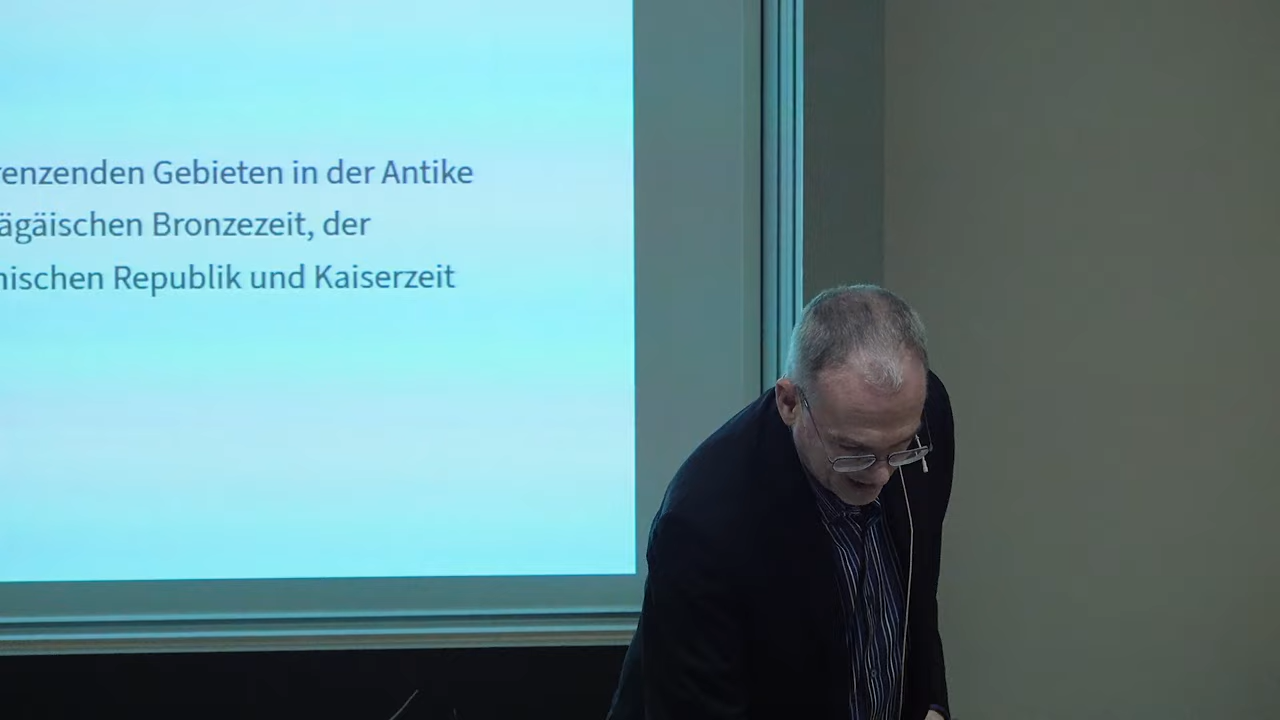 renzenden Gebieten in der Antike
ägäischen Bronzezeit, der
nischen Republik und Kaiserzeit